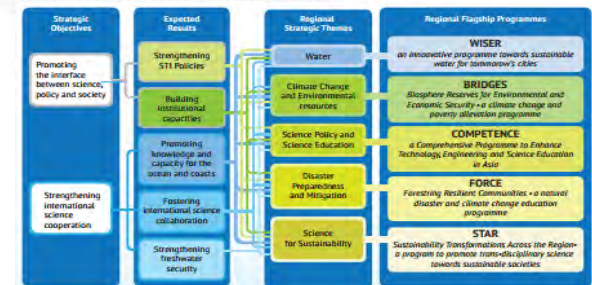 Strategic
Objectives
Promoting
the interface
between science,
policy and society
Strengthening
international
science
cooperation
Expected
Results
Strengthening
STI Policies
Building
institutional
capacities
Promoting
knowledge and
capacity for the
ocean and coasts
Fostering
international science
collaboration
Strengthening
freshwater
security
Regional
Strategic Themes
Water
Climate Change
and Environmental
resources
Science Policy and
Science Education
Disaster
Preparedness
and Mitigation
Science
for Sustainability
Regional Flagship Programmes
WISER
an innovative programme towards sustainable
water for tommorow's cities
BRIDGES
Biosphere Reserves for Environmental and
Economic Security • a climate change and
poverty allevation programme
COMPETENCE
a Comprehensive Programme to Enhance
Technology, Engineering and Science Education
in Asia
FORCE
Forestring Resilient Communities • a natural
disaster and climate change education
programme
STAR
Sustainability Transformations Across the Region•
a program to promote trans•disciplinary science
towards sustainable societies